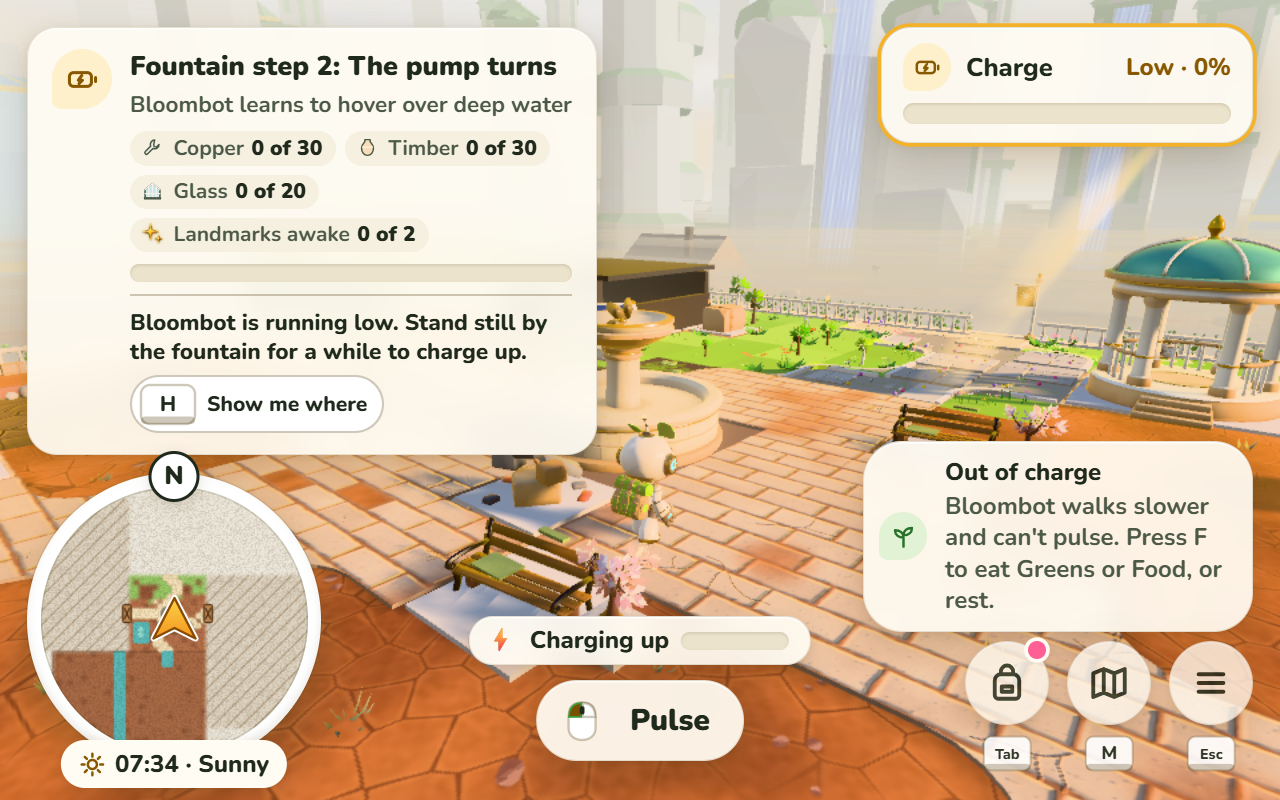 Fountain step 2: The pump turns
Bloombot learns to hover over deep water
Copper 0 of 30
Timber 0 of 30
Glass 0 of 20
Landmarks awake 0 of 2
Bloombot is running low. Stand still by
the fountain for a while to charge up.
H Show me where
Charge Low · 0%
N
07:34 · Sunny
Charging up
Pulse
Out of charge
Bloombot walks slower
and can't pulse. Press F
to eat Greens or Food, or
rest.
Tab
M
Esc